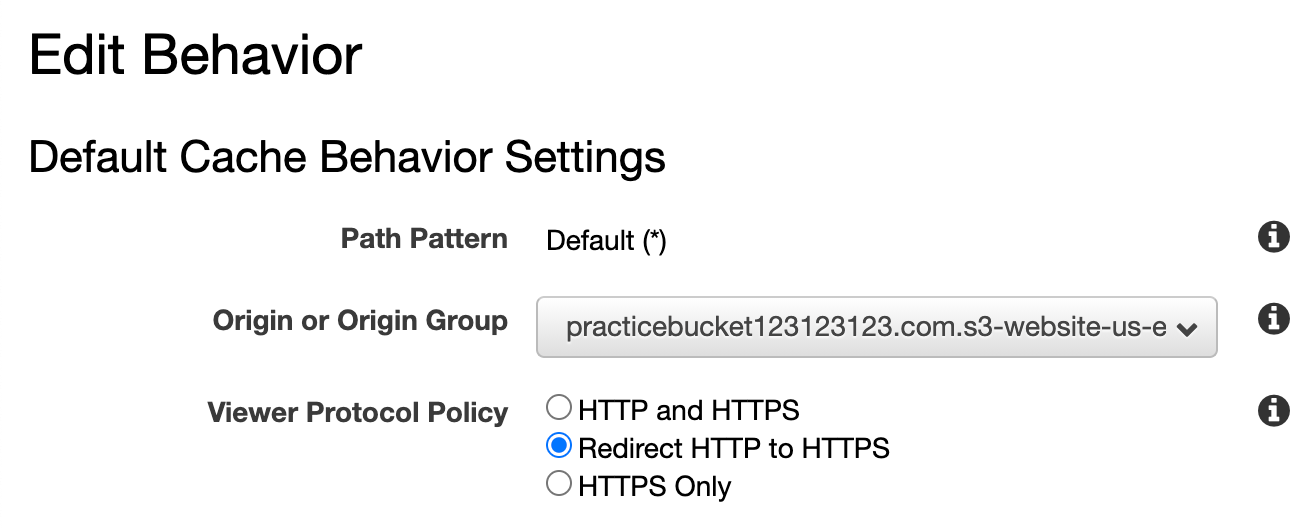 Edit Behavior
Default Cache Behavior Settings
Path Pattern Default (*)
Origin or Origin Group practicebucket123123123.com.s3-website-us-e
Viewer Protocol Policy HTTP and HTTPS
Redirect HTTP to HTTPS
HTTPS Only